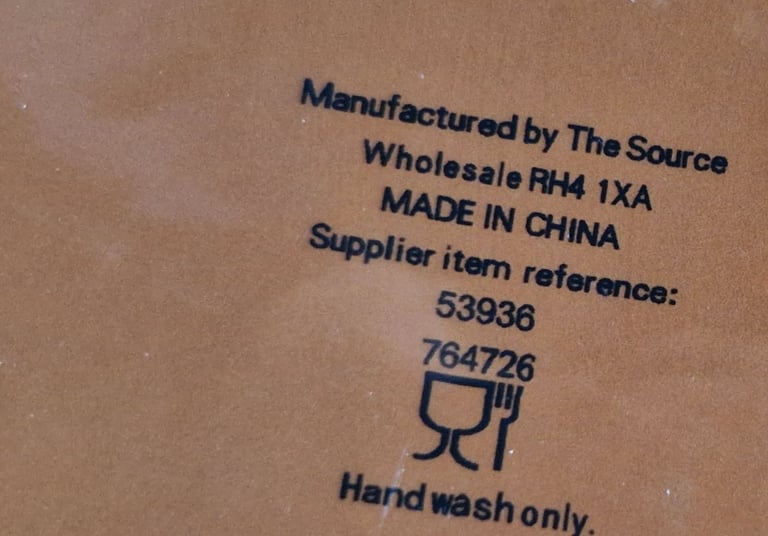 Manufactured by The Source
Wholesale RH4 1XA
MADE IN CHINA
Supplier item reference:
53936
764726
Hand wash only.